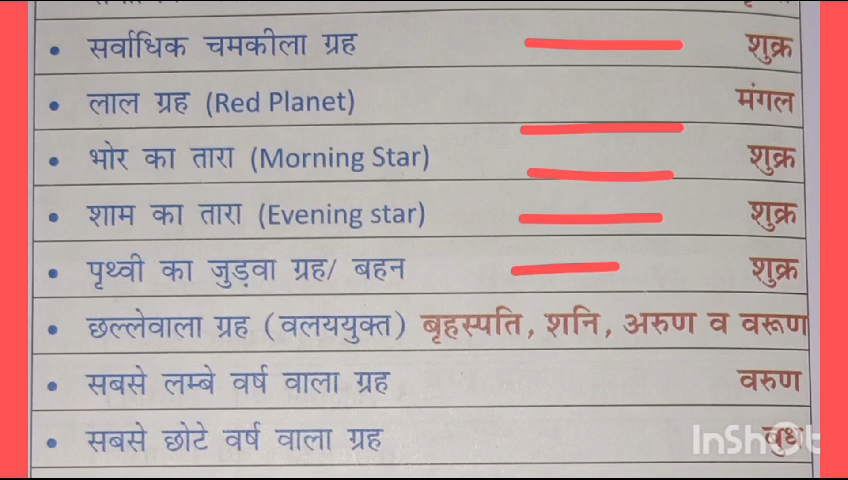 • सर्वाधिक चमकीला ग्रह शुक्र
• लाल ग्रह (Red Planet) मंगल
• भोर का तारा (Morning Star) शुक्र
• शाम का तारा (Evening star) शुक्र
• पृथ्वी का जुड़वा ग्रह/ बहन शुक्र
• छल्लेवाला ग्रह (वलययुक्त) बृहस्पति, शनि, अरुण व वरूण
• सबसे लम्बे वर्ष वाला ग्रह वरुण
• सबसे छोटे वर्ष वाला ग्रह बुध
InShOt